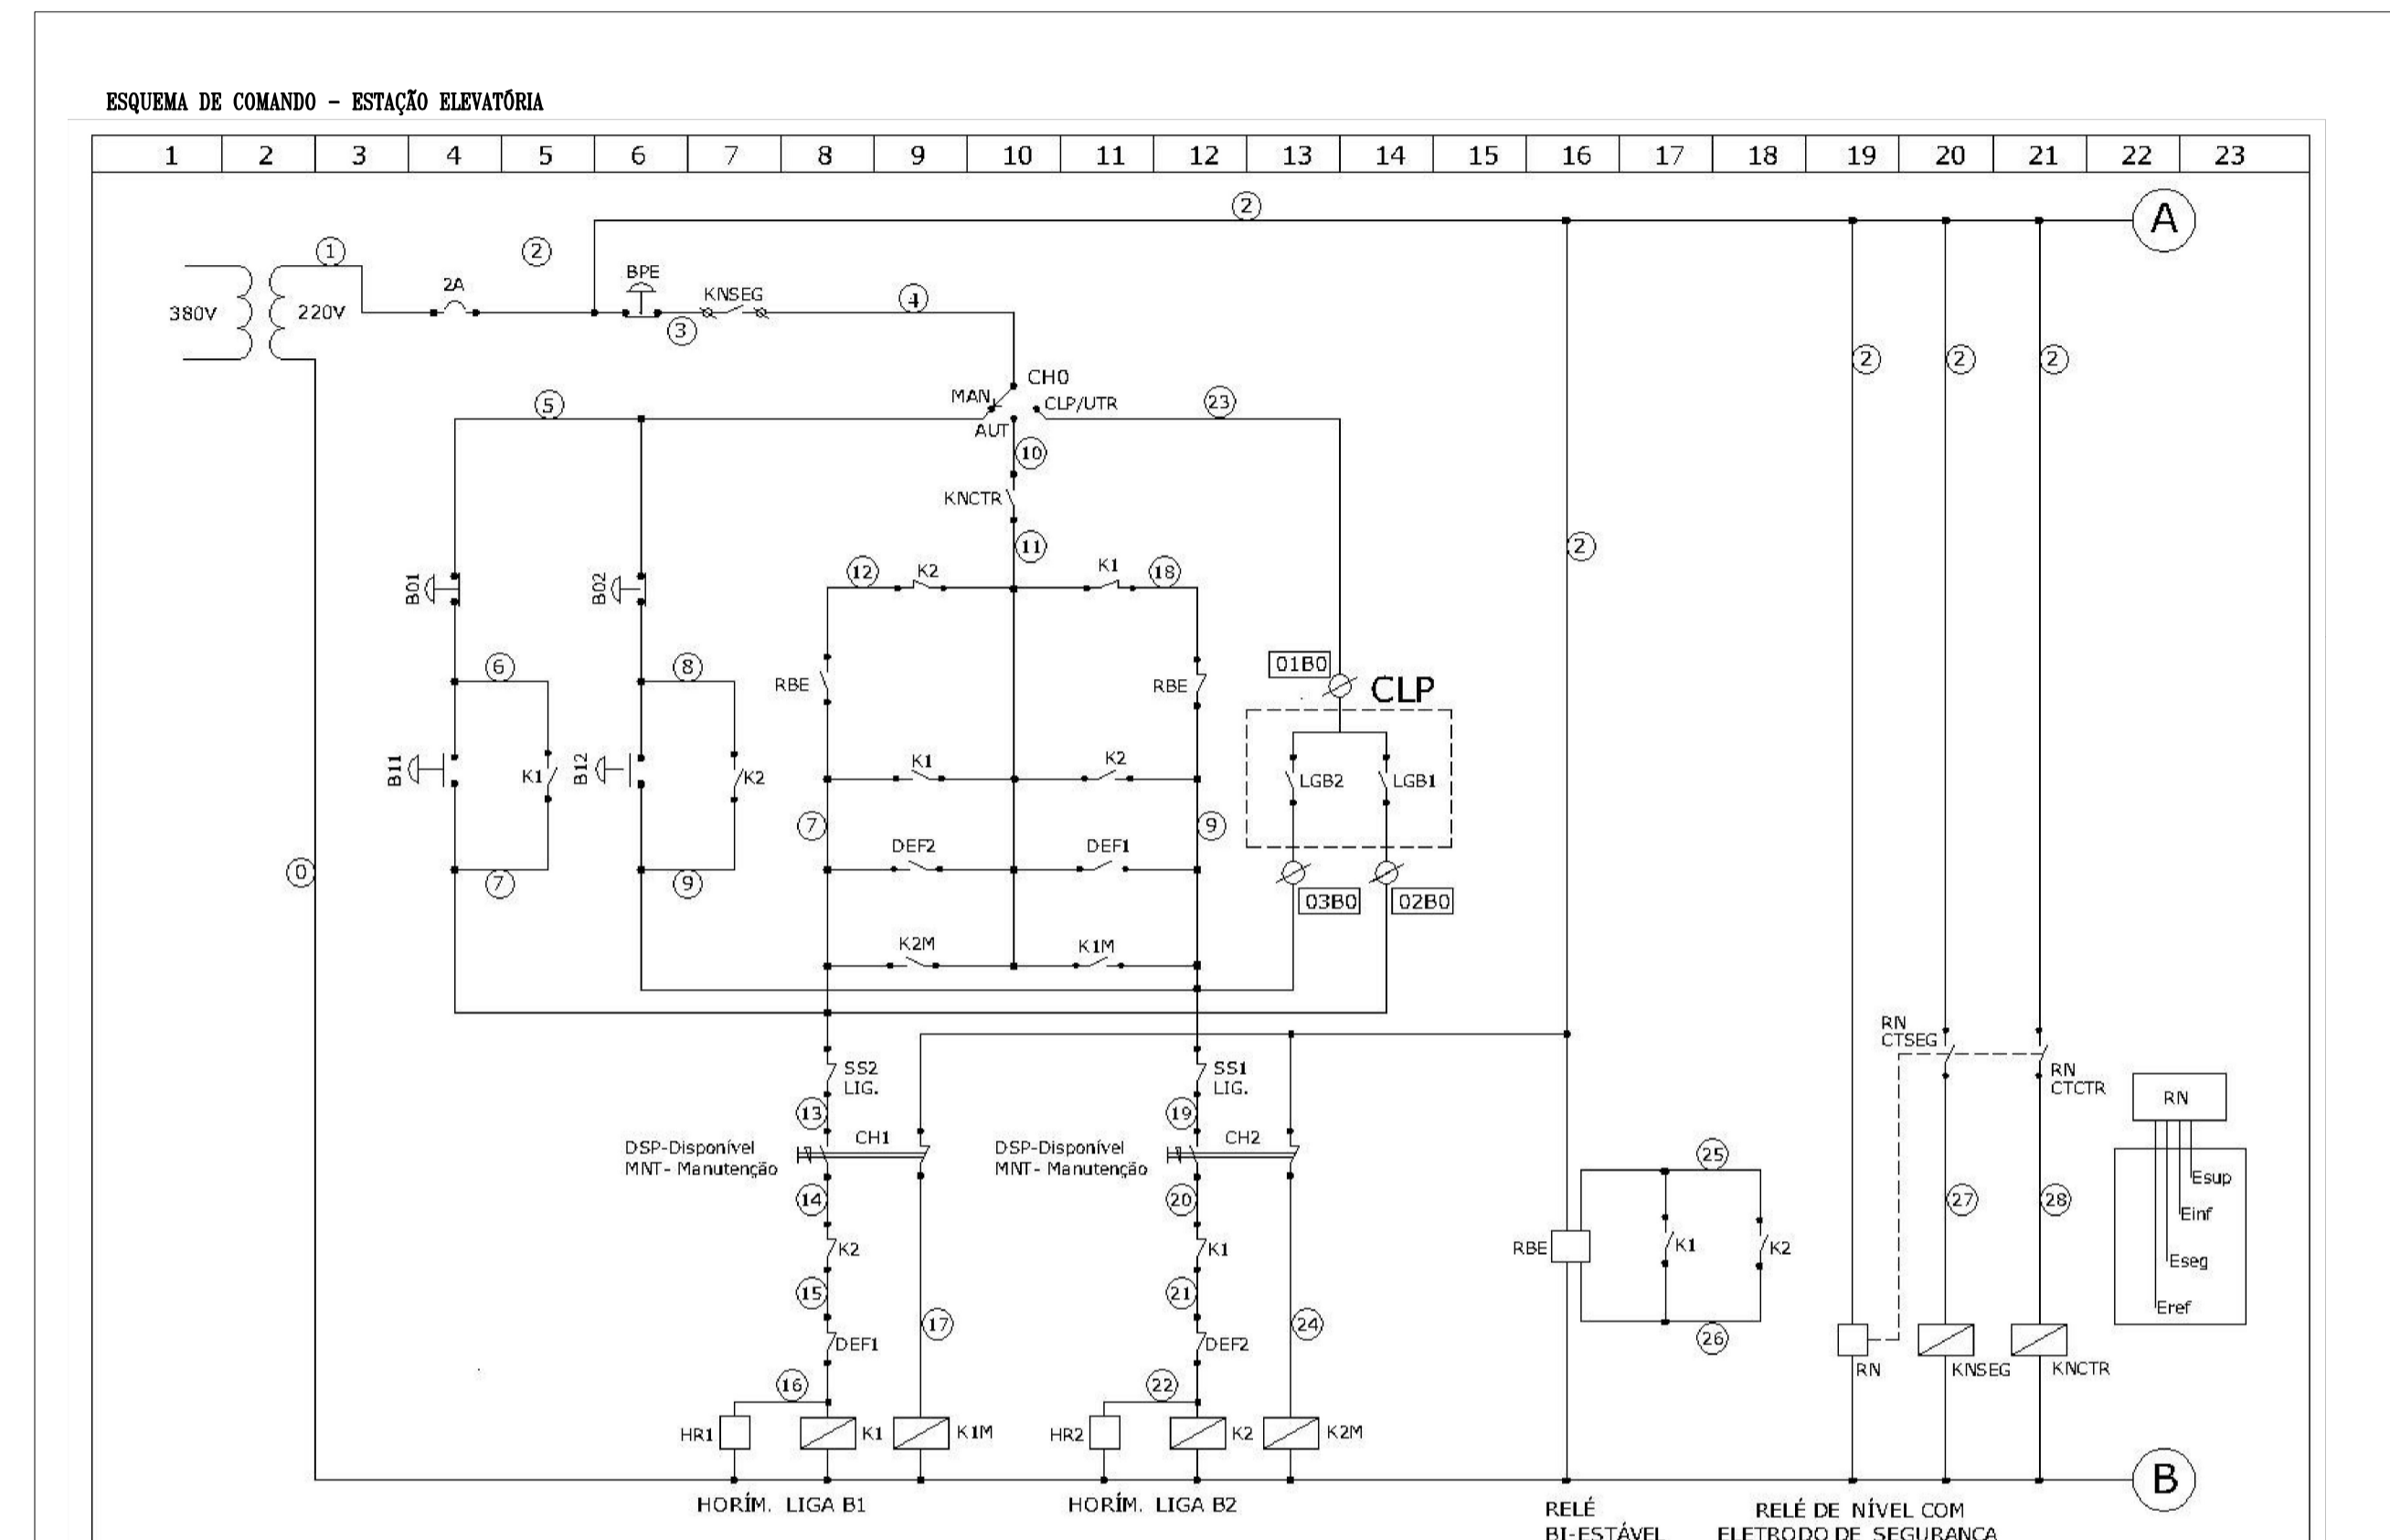 ESQUEMA DE COMANDO - ESTAÇÃO ELEVATÓRIA
1 2 3 4 5 6 7 8 9 10 11 12 13 14 15 16 17 18 19 20 21 22 23
2
A
1
2
BPE
2A
KNSEG
4
380V
220V
3
2
2
2
CH0
MAN
CLP/UTR
5
23
AUT
10
KNCTR
11
2
12
K2
K1
18
B01
B02
6
8
01B0
CLP
RBE
RBE
B11
K1
B12
K2
K1
K2
LGB2
LGB1
7
9
DEF2
DEF1
0
7
9
03B0
02B0
K2M
K1M
RN
CTSEG
SS2
LIG.
SS1
LIG.
RN
CTCTR
RN
13
19
DSP-Disponível
MNT- Manutenção
CH1
DSP-Disponível
MNT- Manutenção
CH2
25
Esup
14
20
27
28
Einf
K2
K1
RBE
K1
K2
Eseg
15
21
Eref
17
24
26
DEF1
DEF2
RN
KNSEG
KNCTR
16
22
HR1
K1
K1M
HR2
K2
K2M
B
HORÍM. LIGA B1
HORÍM. LIGA B2
RELÉ
BI-ESTÁVEL
RELÉ DE NÍVEL COM
ELETRODO DE SEGURANÇA